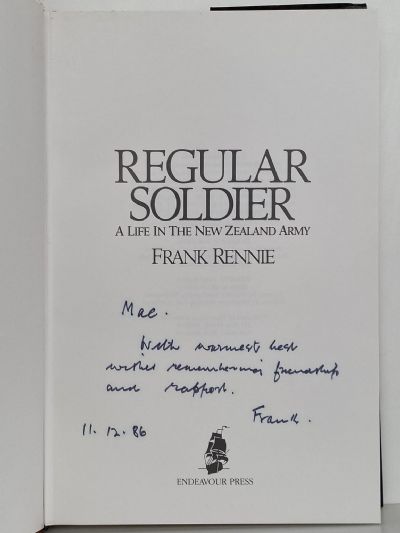 REGULAR
SOLDIER
A LIFE IN THE NEW ZEALAND ARMY
FRANK RENNIE
Mac.
With warmest best
wishes remembering friendship
and rapport.
Frank.
11.12.86
ENDEAVOUR PRESS